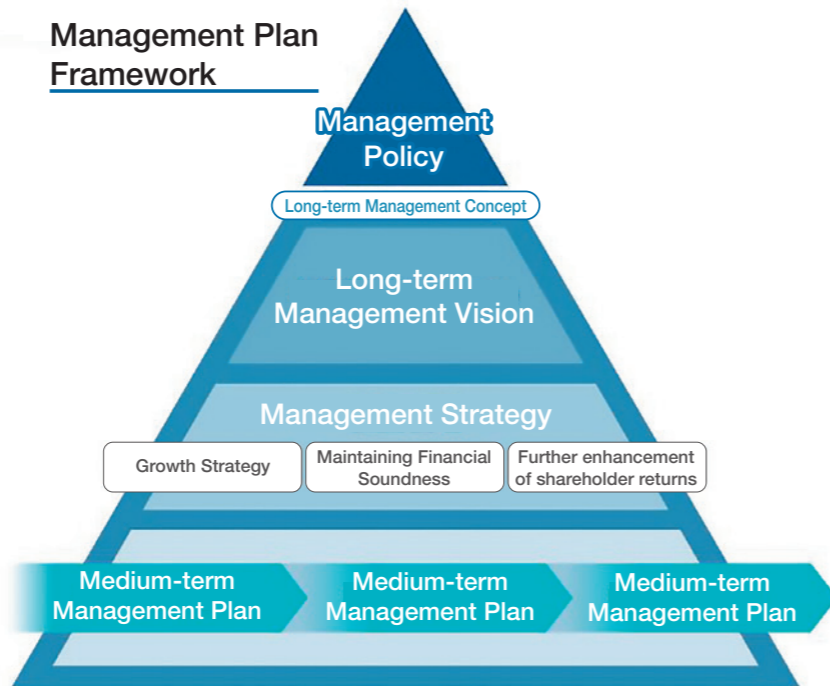 Management Plan
Framework
Management
Policy
Long-term Management Concept
Long-term
Management Vision
Management Strategy
Growth Strategy
Maintaining Financial
Soundness
Further enhancement
of shareholder returns
Medium-term
Management Plan
Medium-term
Management Plan
Medium-term
Management Plan